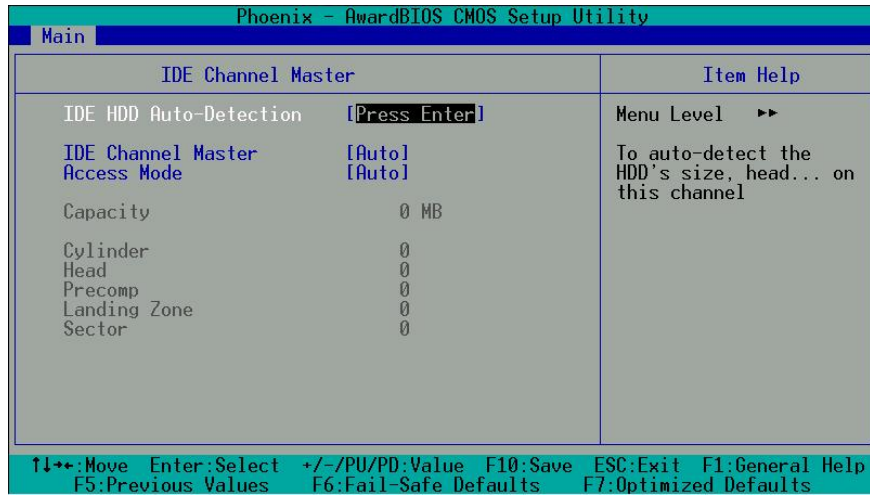 Phoenix - AwardBIOS CMOS Setup Utility
Main
IDE Channel Master
Item Help
IDE HDD Auto-Detection [Press Enter]
IDE Channel Master [Auto]
Access Mode [Auto]
Capacity 0 MB
Cylinder 0
Head 0
Precomp 0
Landing Zone 0
Sector 0
Menu Level ►►
To auto-detect the
HDD's size, head... on
this channel
↑↓→←:Move Enter:Select +/-/PU/PD:Value F10:Save ESC:Exit F1:General Help
F5:Previous Values F6:Fail-Safe Defaults F7:Optimized Defaults